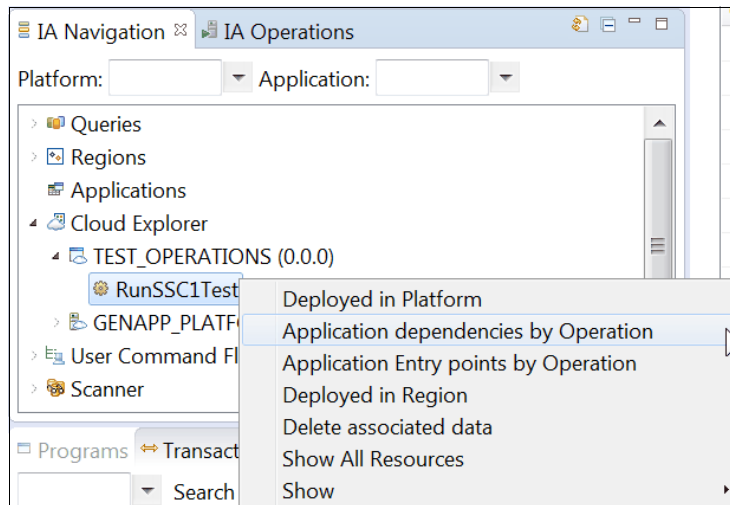 IA Navigation IA Operations
Platform: Application:
Queries
Regions
Applications
Cloud Explorer
TEST_OPERATIONS (0.0.0)
RunSSC1Test
Deployed in Platform
GENAPP_PLATF
Application dependencies by Operation
User Command Fl
Application Entry points by Operation
Scanner
Deployed in Region
Delete associated data
Programs Transact
Show All Resources
Search
Show